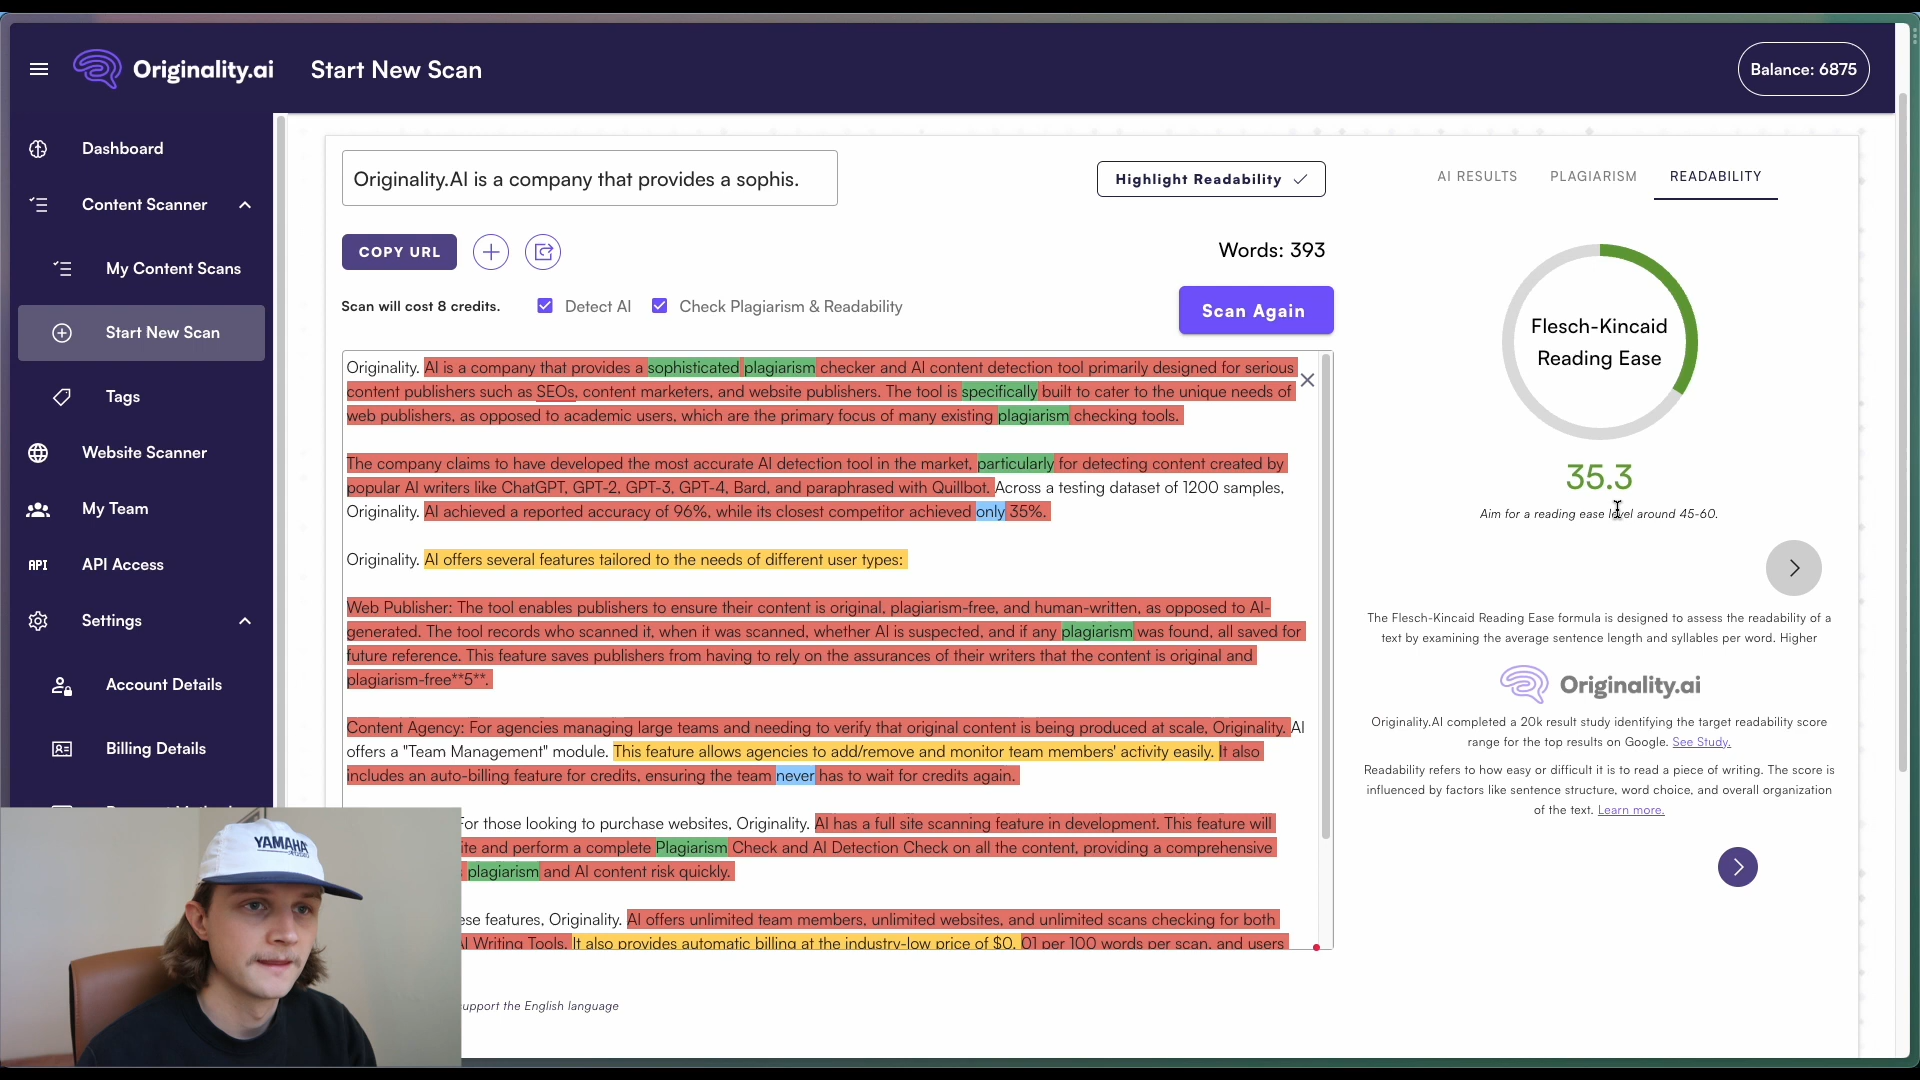 Originality.ai
Start New Scan
Balance: 6875
Dashboard
Content Scanner
My Content Scans
Start New Scan
Tags
Website Scanner
My Team
API
API Access
Settings
Account Details
Billing Details
Originality.AI is a company that provides a sophis.
Highlight Readability
COPY URL
Words: 393
Scan will cost 8 credits.
Detect AI
Check Plagiarism & Readability
Scan Again
Originality. AI is a company that provides a sophisticated plagiarism checker and AI content detection tool primarily designed for serious
content publishers such as SEOs, content marketers, and website publishers. The tool is specifically built to cater to the unique needs of
web publishers, as opposed to academic users, which are the primary focus of many existing plagiarism checking tools.
The company claims to have developed the most accurate AI detection tool in the market, particularly for detecting content created by
popular AI writers like ChatGPT, GPT-2, GPT-3, GPT-4, Bard, and paraphrased with Quillbot. Across a testing dataset of 1200 samples,
Originality. AI achieved a reported accuracy of 96%, while its closest competitor achieved only 35%.
Originality. AI offers several features tailored to the needs of different user types:
Web Publisher: The tool enables publishers to ensure their content is original, plagiarism-free, and human-written, as opposed to AI-
generated. The tool records who scanned it, when it was scanned, whether AI is suspected, and if any plagiarism was found, all saved for
future reference. This feature saves publishers from having to rely on the assurances of their writers that the content is original and
plagiarism-free**5**.
Content Agency: For agencies managing large teams and needing to verify that original content is being produced at scale, Originality. AI
offers a "Team Management" module. This feature allows agencies to add/remove and monitor team members' activity easily. It also
includes an auto-billing feature for credits, ensuring the team never has to wait for credits again.
For those looking to purchase websites, Originality. AI has a full site scanning feature in development. This feature will
ite and perform a complete Plagiarism Check and AI Detection Check on all the content, providing a comprehensive
plagiarism and AI content risk quickly.
ese features, Originality. AI offers unlimited team members, unlimited websites, and unlimited scans checking for both
AI Writing Tools. It also provides automatic billing at the industry-low price of $0. 01 per 100 words per scan, and users
upport the English language
AI RESULTS
PLAGIARISM
READABILITY
Flesch-Kincaid
Reading Ease
35.3
Aim for a reading ease level around 45-60.
The Flesch-Kincaid Reading Ease formula is designed to assess the readability of a
text by examining the average sentence length and syllables per word. Higher
Originality.ai
Originality.AI completed a 20k result study identifying the target readability score
range for the top results on Google. See Study.
Readability refers to how easy or difficult it is to read a piece of writing. The score is
influenced by factors like sentence structure, word choice, and overall organization
of the text. Learn more.
YAMAHA